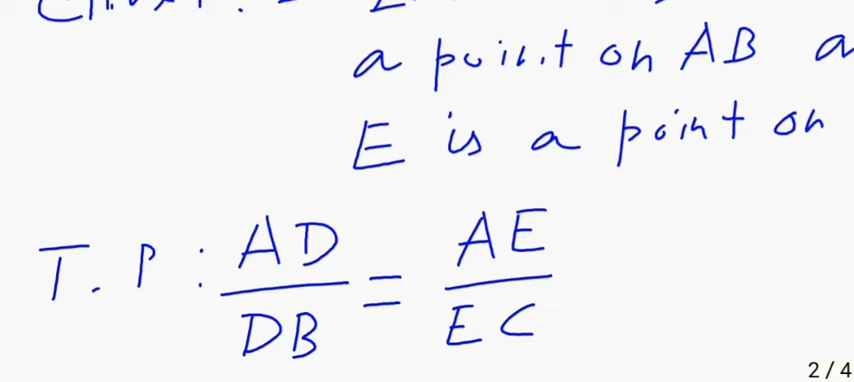 a point on AB
E is a point on
T.P : AD/DB = AE/EC
2/4